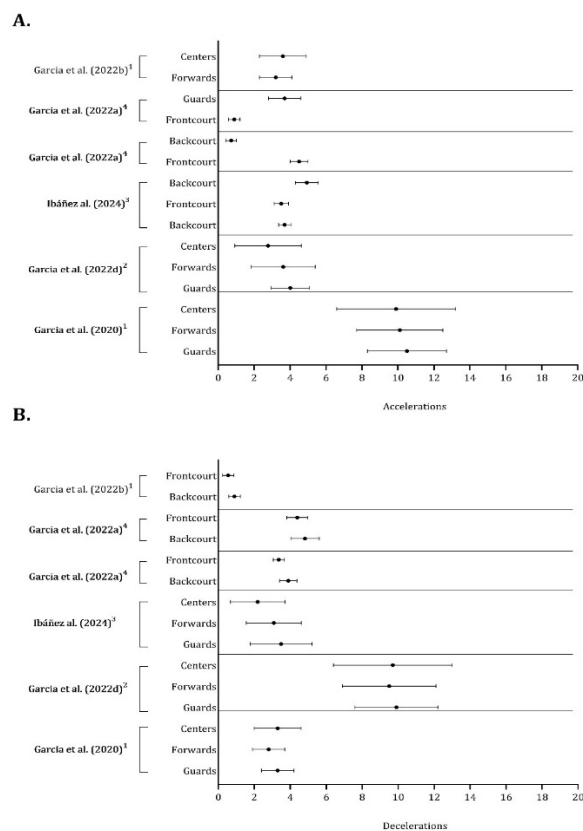 A.
Centers
Garcia et al. (2022b)¹
Forwards
Guards
Garcia et al. (2022a)⁴
Frontcourt
Backcourt
Garcia et al. (2022a)⁴
Frontcourt
Backcourt
Ibáñez al. (2024)³
Frontcourt
Backcourt
Centers
Garcia et al. (2022d)²
Forwards
Guards
Centers
Garcia et al. (2020)¹
Forwards
Guards
0 2 4 6 8 10 12 14 16 18 20
Accelerations
B.
Frontcourt
Garcia et al. (2022b)¹
Backcourt
Frontcourt
Garcia et al. (2022a)⁴
Backcourt
Frontcourt
Garcia et al. (2022a)⁴
Backcourt
Centers
Ibáñez al. (2024)³
Forwards
Guards
Centers
Garcia et al. (2022d)²
Forwards
Guards
Centers
Garcia et al. (2020)¹
Forwards
Guards
0 2 4 6 8 10 12 14 16 18 20
Decelerations